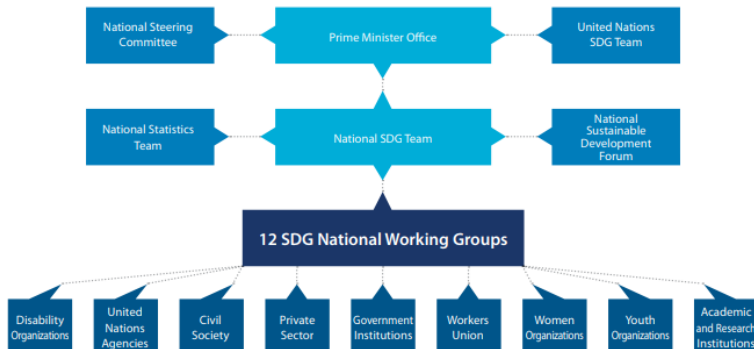 National Steering
Committee
Prime Minister Office
United Nations
SDG Team
National Statistics
Team
National SDG Team
National
Sustainable
Development
Forum
12 SDG National Working Groups
Disability
Organizations
United
Nations
Agencies
Civil
Society
Private
Sector
Government
Institutions
Workers
Union
Women
Organizations
Youth
Organizations
Academic
and Research
Institutions